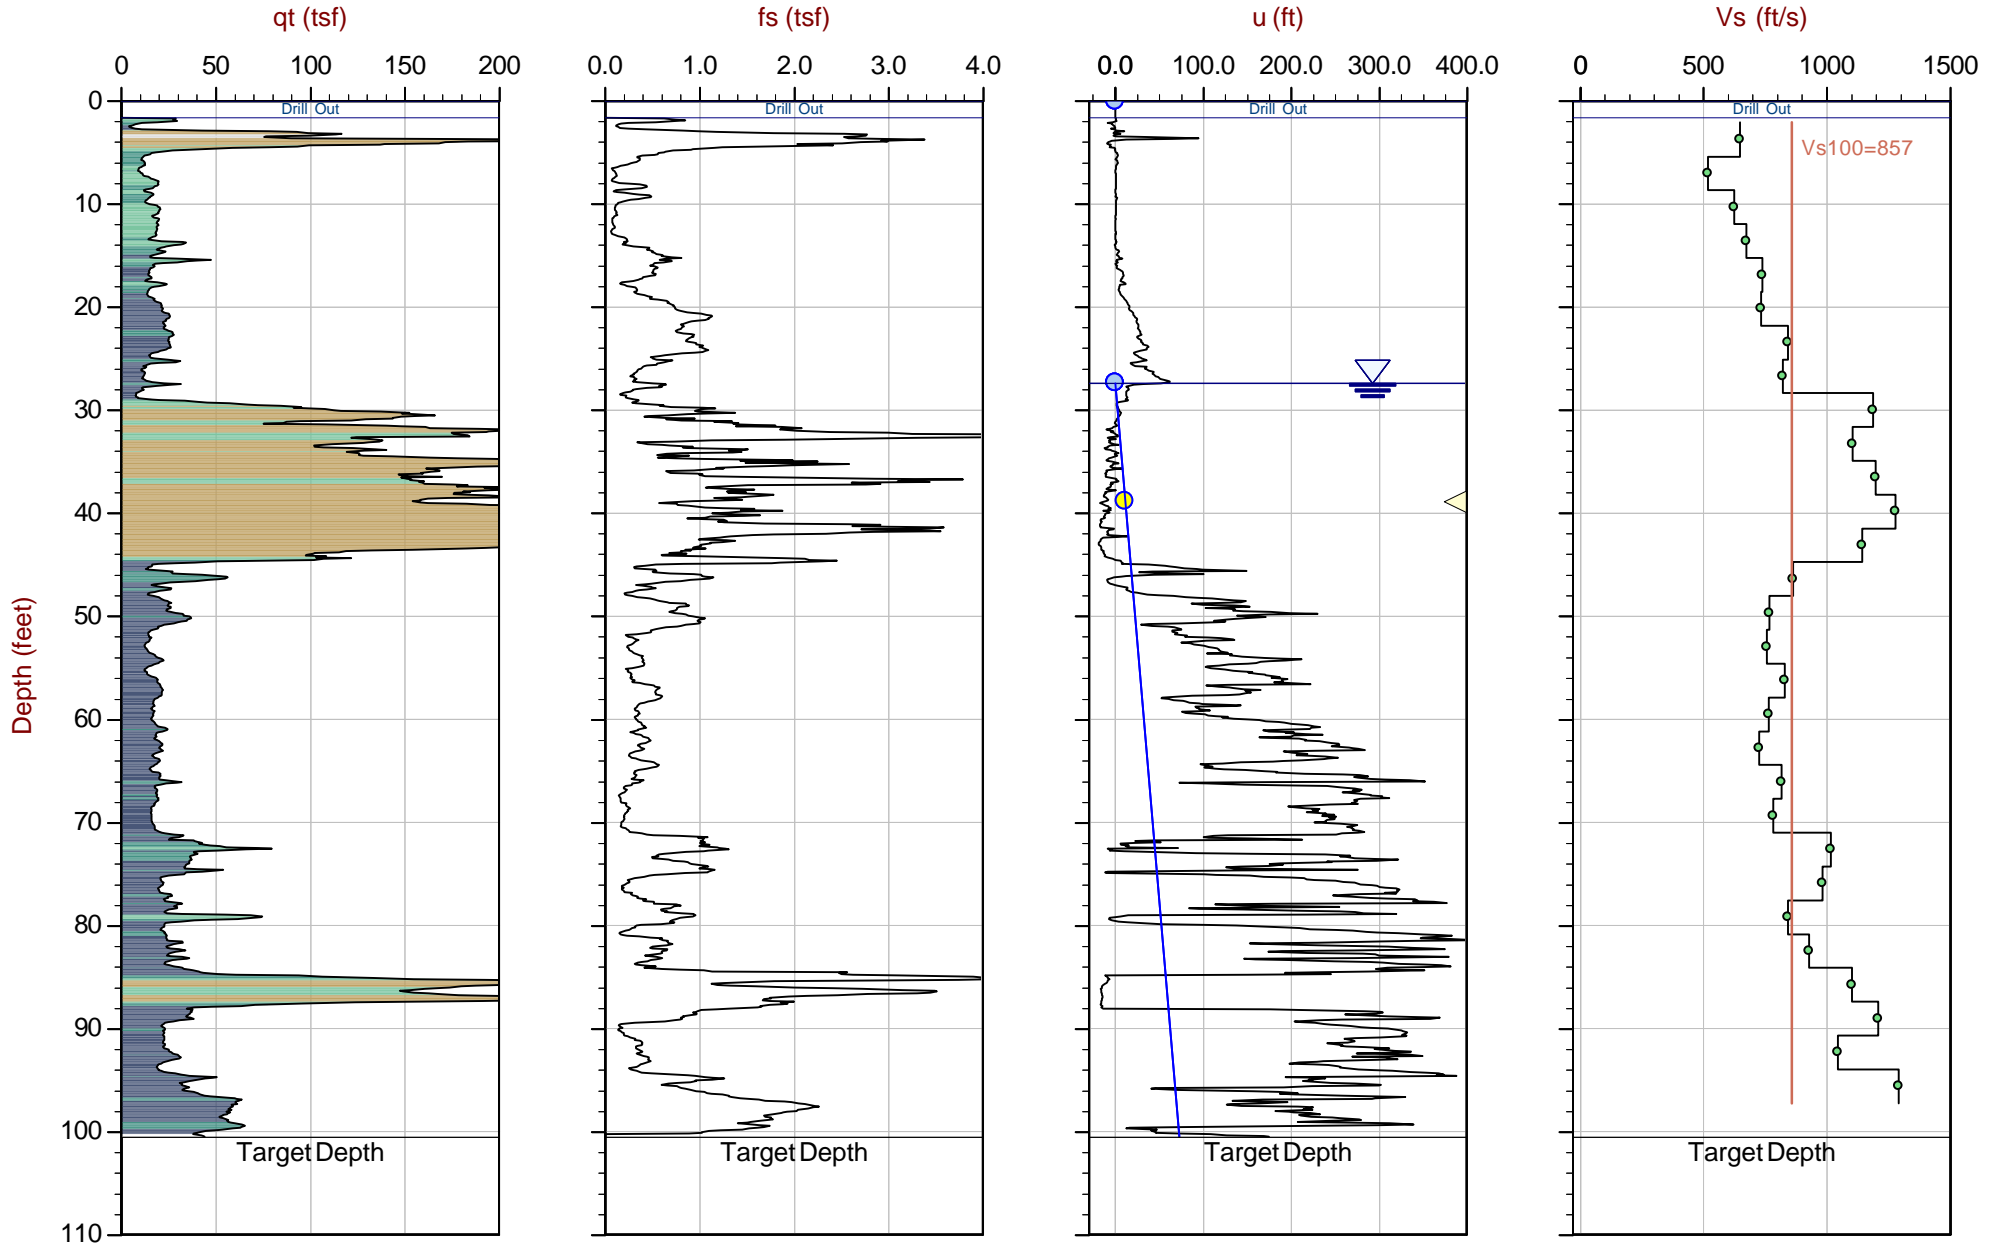 qt (tsf) fs (tsf) u (ft) Vs (ft/s)
0 50 100 150 200 0.0 1.0 2.0 3.0 4.0 0.0 100.0 200.0 300.0 400.0 0 500 1000 1500
0
Drill Out Drill Out Drill Out Drill Out
Vs100=857
10
20
30
40
50
60
70
80
90
100
110
Depth (feet)
Target Depth Target Depth Target Depth Target Depth